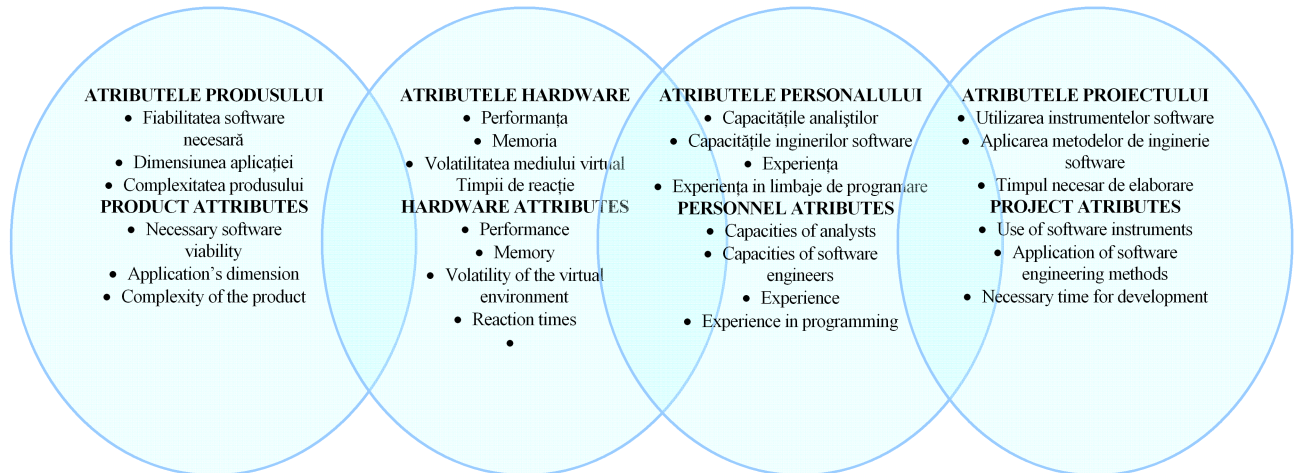 ATRIBUTELE PRODUSULUI
• Fiabilitatea software
necesară
• Dimensiunea aplicației
• Complexitatea produsului
PRODUCT ATTRIBUTES
• Necessary software
viability
• Application's dimension
• Complexity of the product
ATRIBUTELE HARDWARE
• Performanța
• Memoria
• Volatilitatea mediului virtual
Timpii de reacție
HARDWARE ATTRIBUTES
• Performance
• Memory
• Volatility of the virtual
environment
• Reaction times
•
ATRIBUTELE PERSONALULUI
• Capacitățile analiștilor
• Capacitățile inginerilor software
• Experiența
• Experiența in limbaje de programare
PERSONNEL ATRIBUTES
• Capacities of analysts
• Capacities of software
engineers
• Experience
• Experience in programming
ATRIBUTELE PROIECTULUI
• Utilizarea instrumentelor software
• Aplicarea metodelor de inginerie
software
• Timpul necesar de elaborare
PROJECT ATRIBUTES
• Use of software instruments
• Application of software
engineering methods
• Necessary time for development